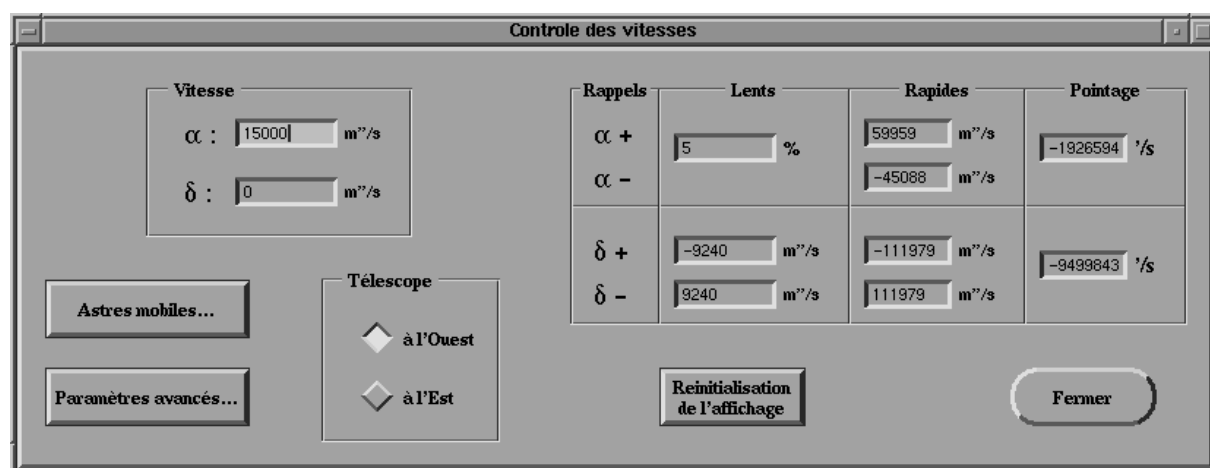 Controle des vitesses
Vitesse
α : 15000 m”/s
δ : 0 m”/s
Rappels Lents Rapides Pointage
α + 59959 m”/s
5 % -1926594 ’/s
α − -45088 m”/s
δ + -9240 m”/s -111979 m”/s
-9499843 ’/s
δ − 9240 m”/s 111979 m”/s
Astres mobiles...
Paramètres avancés...
Télescope
à l’Ouest
à l’Est
Reinitialisation
de l’affichage
Fermer